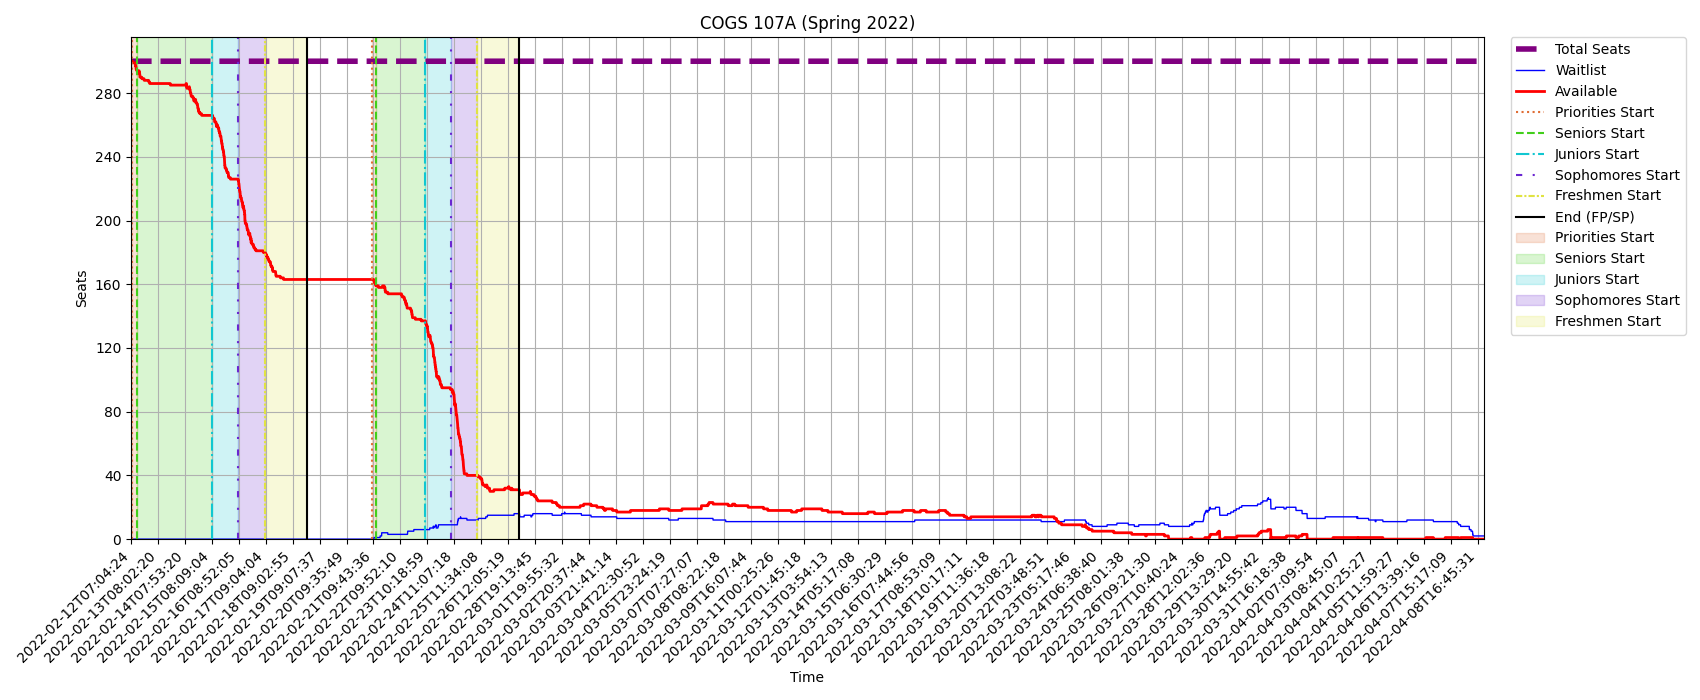 COGS 107A (Spring 2022)
Seats
280
240
200
160
120
80
40
0
2022-02-12T7:04:24
2022-02-13T08:02:20
2022-02-14T07:53:20
2022-02-15T08:09:04
2022-02-16T08:52:05
2022-02-17T09:04:04
2022-02-18T09:02:55
2022-02-19T09:07:37
2022-02-20T09:35:49
2022-02-21T09:43:36
2022-02-22T09:52:10
2022-02-23T10:18:59
2022-02-24T11:07:18
2022-02-25T11:34:08
2022-02-26T12:05:19
2022-02-28T19:13:45
2022-03-01T19:55:32
2022-03-02T20:37:44
2022-03-03T21:41:14
2022-03-04T22:30:52
2022-03-05T23:24:19
2022-03-07T07:27:07
2022-03-08T08:22:18
2022-03-09T16:07:44
2022-03-11T00:25:26
2022-03-12T01:45:18
2022-03-13T03:54:13
2022-03-14T05:17:08
2022-03-15T06:30:29
2022-03-16T07:44:56
2022-03-17T08:53:09
2022-03-18T10:17:11
2022-03-19T11:36:18
2022-03-20T13:08:22
2022-03-22T03:48:51
2022-03-23T05:17:46
2022-03-24T06:38:40
2022-03-25T08:01:38
2022-03-26T09:21:30
2022-03-27T10:40:24
2022-03-28T12:02:36
2022-03-29T13:29:20
2022-03-30T14:55:42
2022-03-31T16:18:38
2022-04-02T07:09:54
2022-04-03T08:45:07
2022-04-04T10:25:27
2022-04-05T11:59:27
2022-04-06T13:39:16
2022-04-07T15:17:09
2022-04-08T16:45:31
Time
Total Seats
Waitlist
Available
Priorities Start
Seniors Start
Juniors Start
Sophomores Start
Freshmen Start
End (FP/SP)
Priorities Start
Seniors Start
Juniors Start
Sophomores Start
Freshmen Start